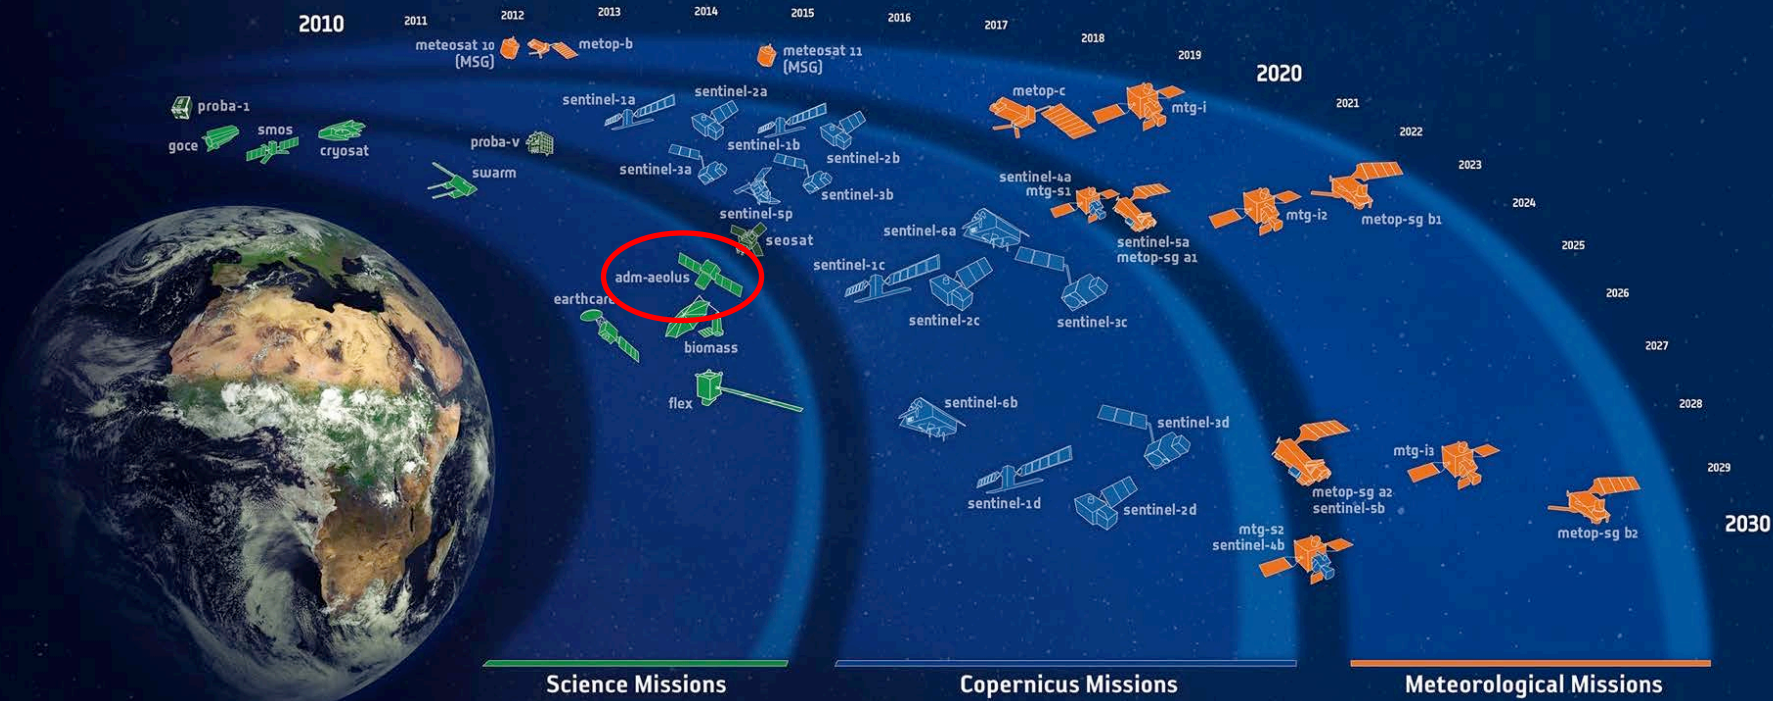 2010
2011
2012
2013
2014
2015
2016
2017
2018
2019
2020
2021
2022
2023
2024
2025
2026
2027
2028
2029
2030
meteosat 10
(MSG)
metop-b
meteosat 11
(MSG)
metop-c
mtg-i
proba-1
goce
smos
cryosat
proba-v
swarm
sentinel-1a
sentinel-2a
sentinel-1b
sentinel-2b
sentinel-3a
sentinel-3b
sentinel-5p
seosat
adm-aeolus
earthcare
biomass
flex
sentinel-4a
mtg-s1
sentinel-5a
metop-sg a1
mtg-i2
metop-sg b1
sentinel-6a
sentinel-1c
sentinel-2c
sentinel-3c
sentinel-6b
sentinel-3d
sentinel-1d
sentinel-2d
metop-sg a2
sentinel-5b
mtg-i3
metop-sg b2
mtg-s2
sentinel-4b
Science Missions
Copernicus Missions
Meteorological Missions